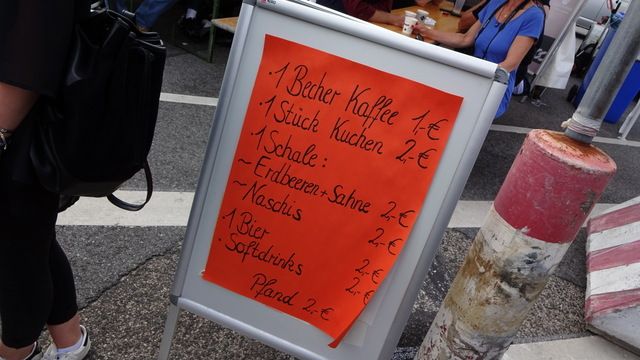 · 1 Becher Kaffee 1,-€
· 1 Stück Kuchen 2,-€
· 1 Schale:
~ Erdbeeren + Sahne 2,-€
~ Naschis 2,-€
· 1 Bier 2,-€
· Softdrinks 2,-€
Pfand 2,-€